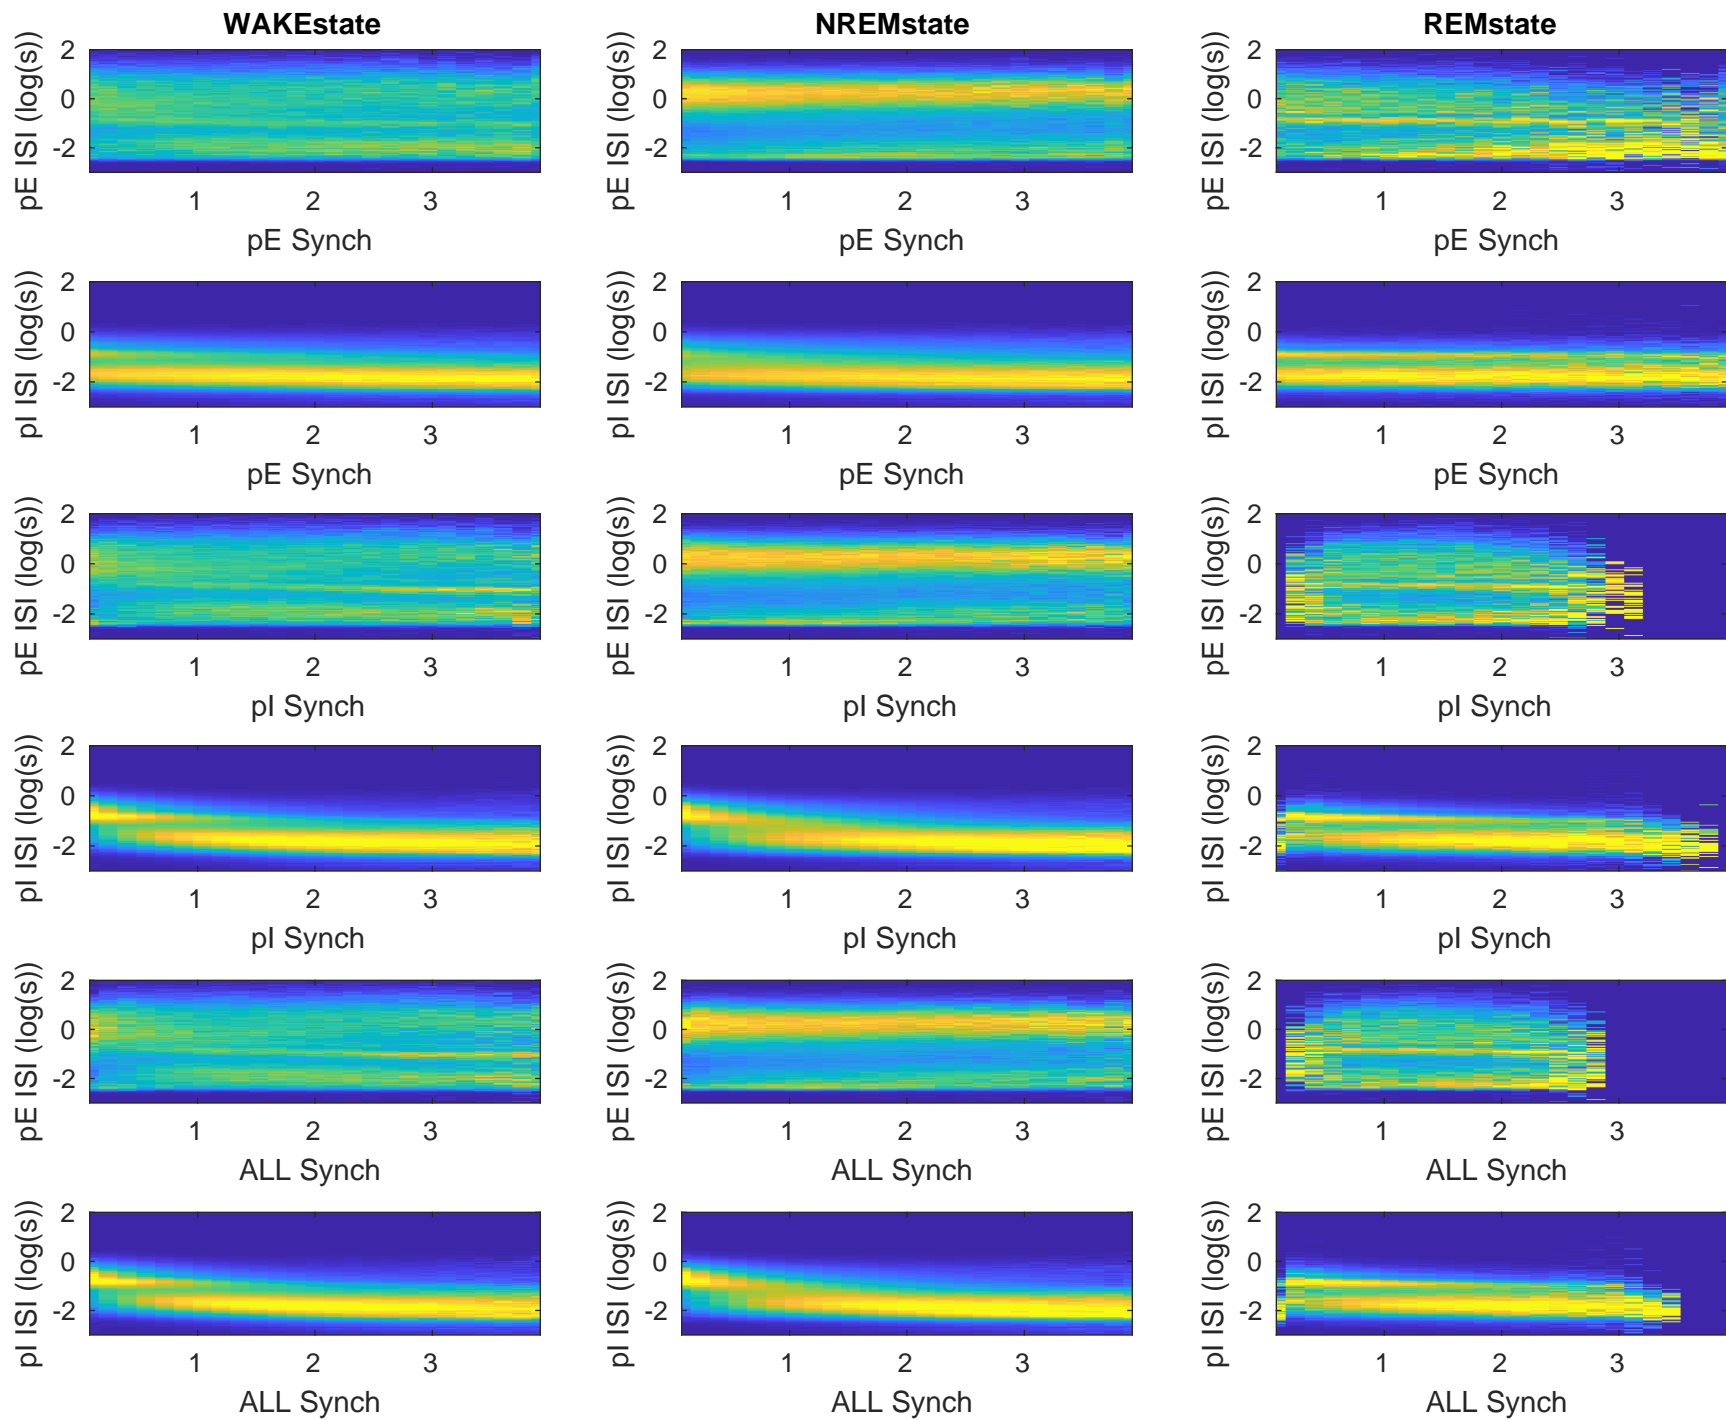 WAKEstate NREMstate REMstate
pE ISI (log(s)) 2 0 -2 pE ISI (log(s)) 2 0 -2 pE ISI (log(s)) 2 0 -2
1 2 3 1 2 3 1 2 3
pE Synch pE Synch pE Synch
pI ISI (log(s)) 2 0 -2 pI ISI (log(s)) 2 0 -2 pI ISI (log(s)) 2 0 -2
1 2 3 1 2 3 1 2 3
pE Synch pE Synch pE Synch
pE ISI (log(s)) 2 0 -2 pE ISI (log(s)) 2 0 -2 pE ISI (log(s)) 2 0 -2
1 2 3 1 2 3 1 2 3
pI Synch pI Synch pI Synch
pI ISI (log(s)) 2 0 -2 pI ISI (log(s)) 2 0 -2 pI ISI (log(s)) 2 0 -2
1 2 3 1 2 3 1 2 3
pI Synch pI Synch pI Synch
pE ISI (log(s)) 2 0 -2 pE ISI (log(s)) 2 0 -2 pE ISI (log(s)) 2 0 -2
1 2 3 1 2 3 1 2 3
ALL Synch ALL Synch ALL Synch
pI ISI (log(s)) 2 0 -2 pI ISI (log(s)) 2 0 -2 pI ISI (log(s)) 2 0 -2
1 2 3 1 2 3 1 2 3
ALL Synch ALL Synch ALL Synch